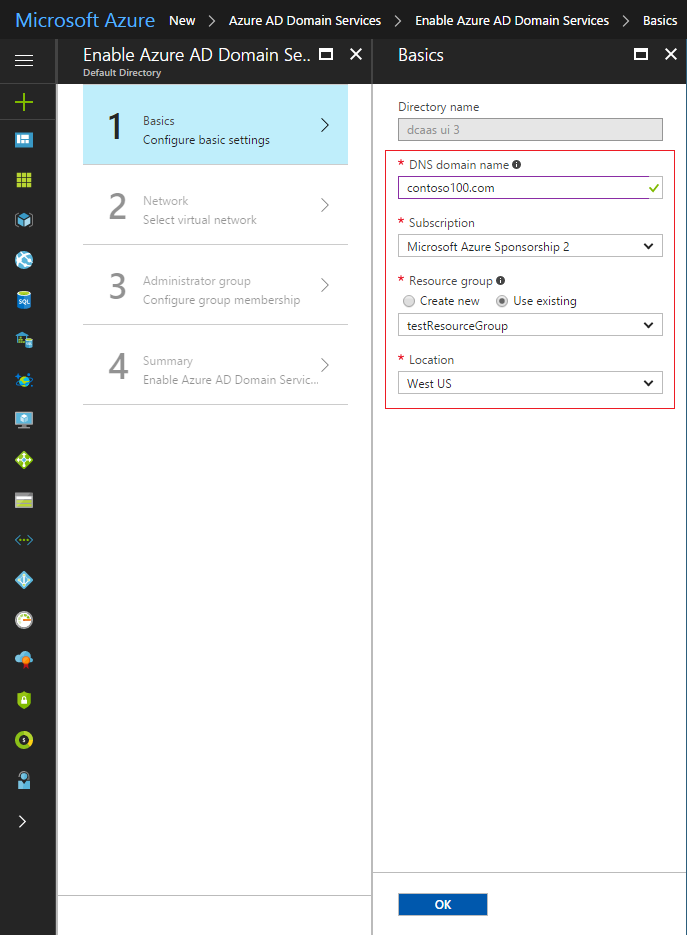 Microsoft Azure New > Azure AD Domain Services > Enable Azure AD Domain Services > Basics
Enable Azure AD Domain Se..
Default Directory
1
Basics
Configure basic settings
2
Network
Select virtual network
3
Administrator group
Configure group membership
4
Summary
Enable Azure AD Domain Servic...
Basics
Directory name
dcaas ui 3
* DNS domain name
contoso100.com
* Subscription
Microsoft Azure Sponsorship 2
* Resource group
Create new Use existing
testResourceGroup
* Location
West US
OK
SQL